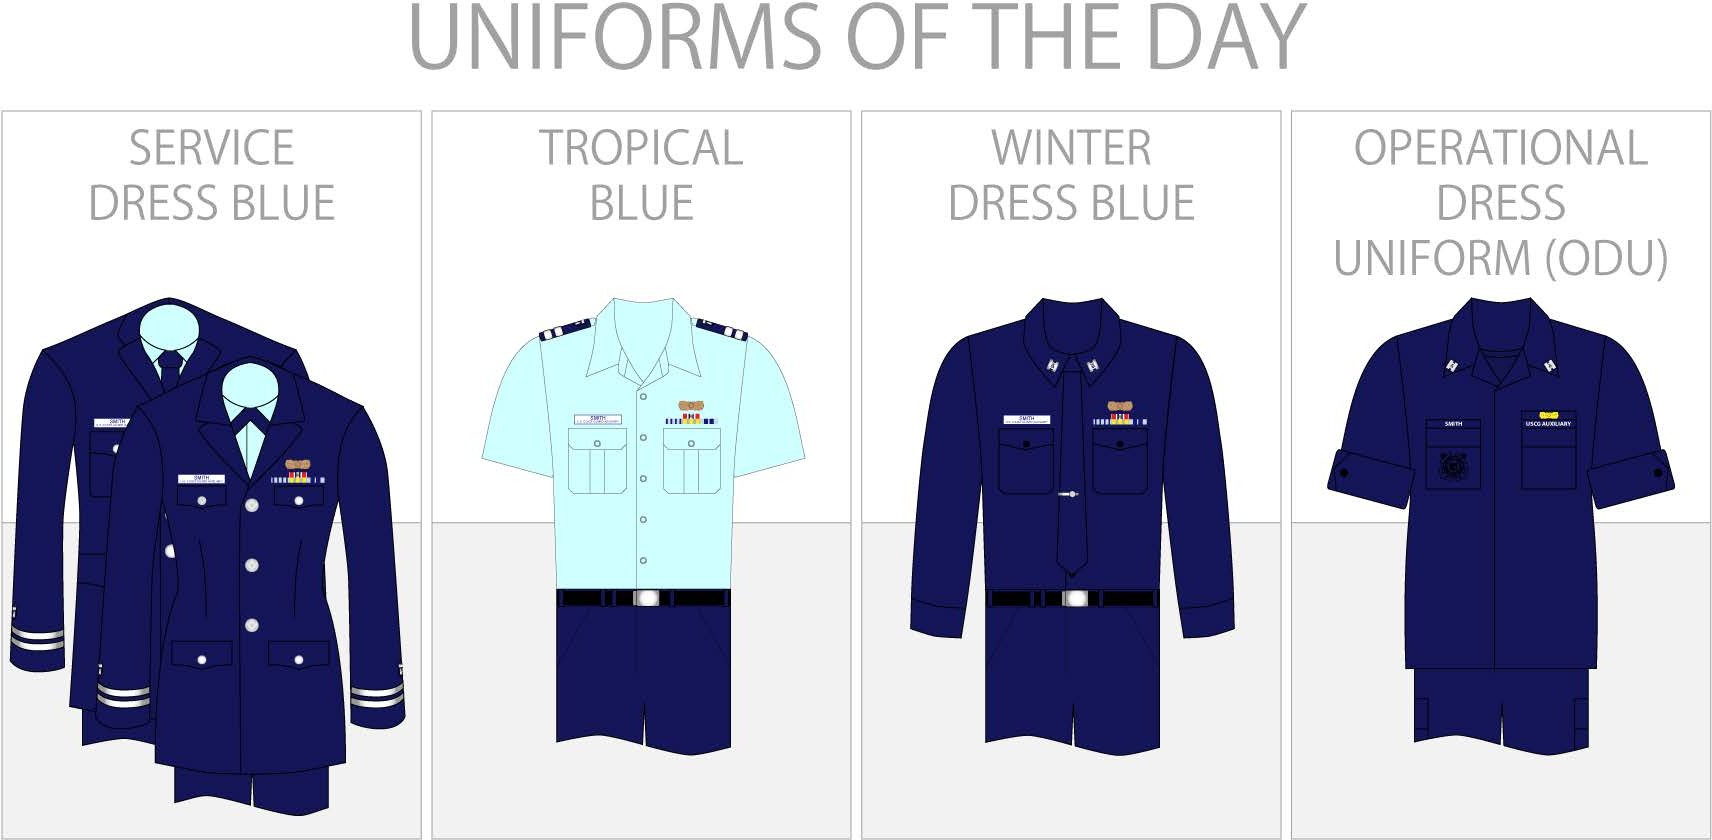 UNIFORMS OF THE DAY
SERVICE
DRESS BLUE
TROPICAL
BLUE
WINTER
DRESS BLUE
OPERATIONAL
DRESS
UNIFORM (ODU)
SMITH
SMITH
SMITH
SMITH
SMITH
USCG AUXILIARY